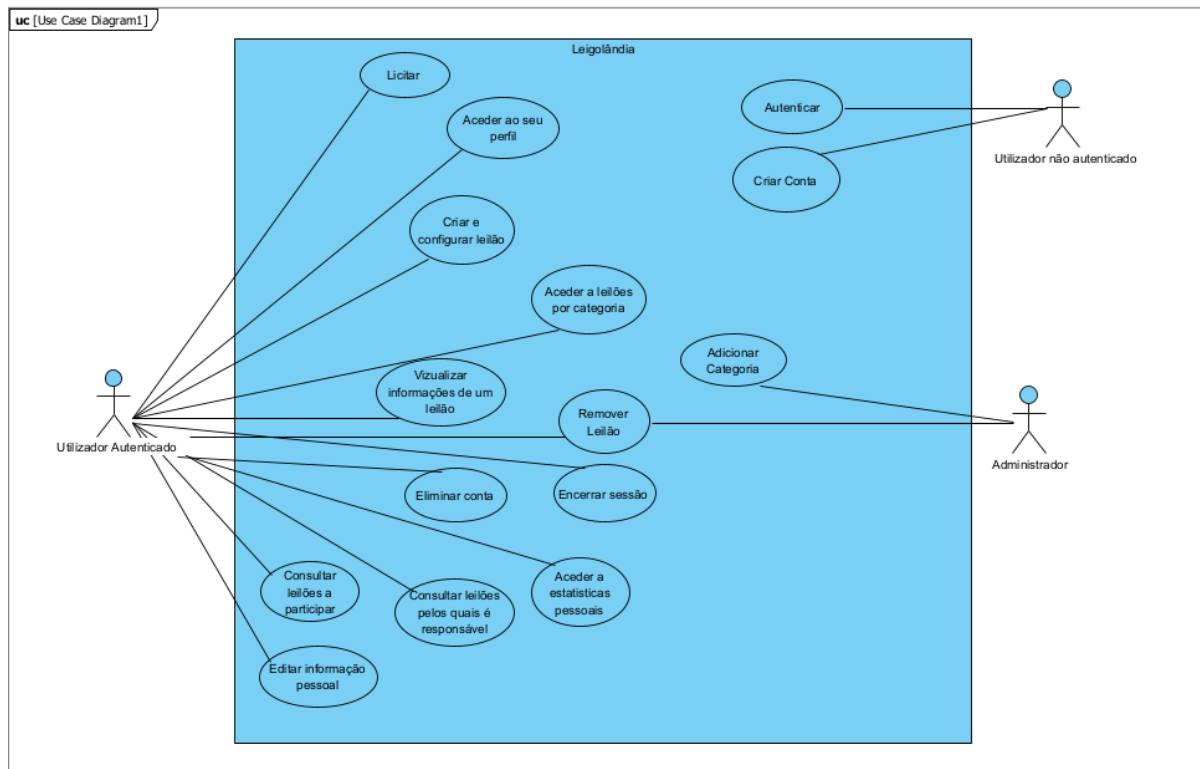 uc [Use Case Diagram1]
Leigolândia
Licitar
Aceder ao seu
perfil
Autenticar
Utilizador não autenticado
Criar Conta
Criar e
configurar leilão
Aceder a leilões
por categoria
Adicionar
Categoria
Vizualizar
informações de um
leilão
Remover
Leilão
Utilizador Autenticado
Administrador
Eliminar conta
Encerrar sessão
Consultar
leilões a
participar
Consultar leilões
pelos quais é
responsável
Aceder a
estatisticas
pessoais
Editar informação
pessoal